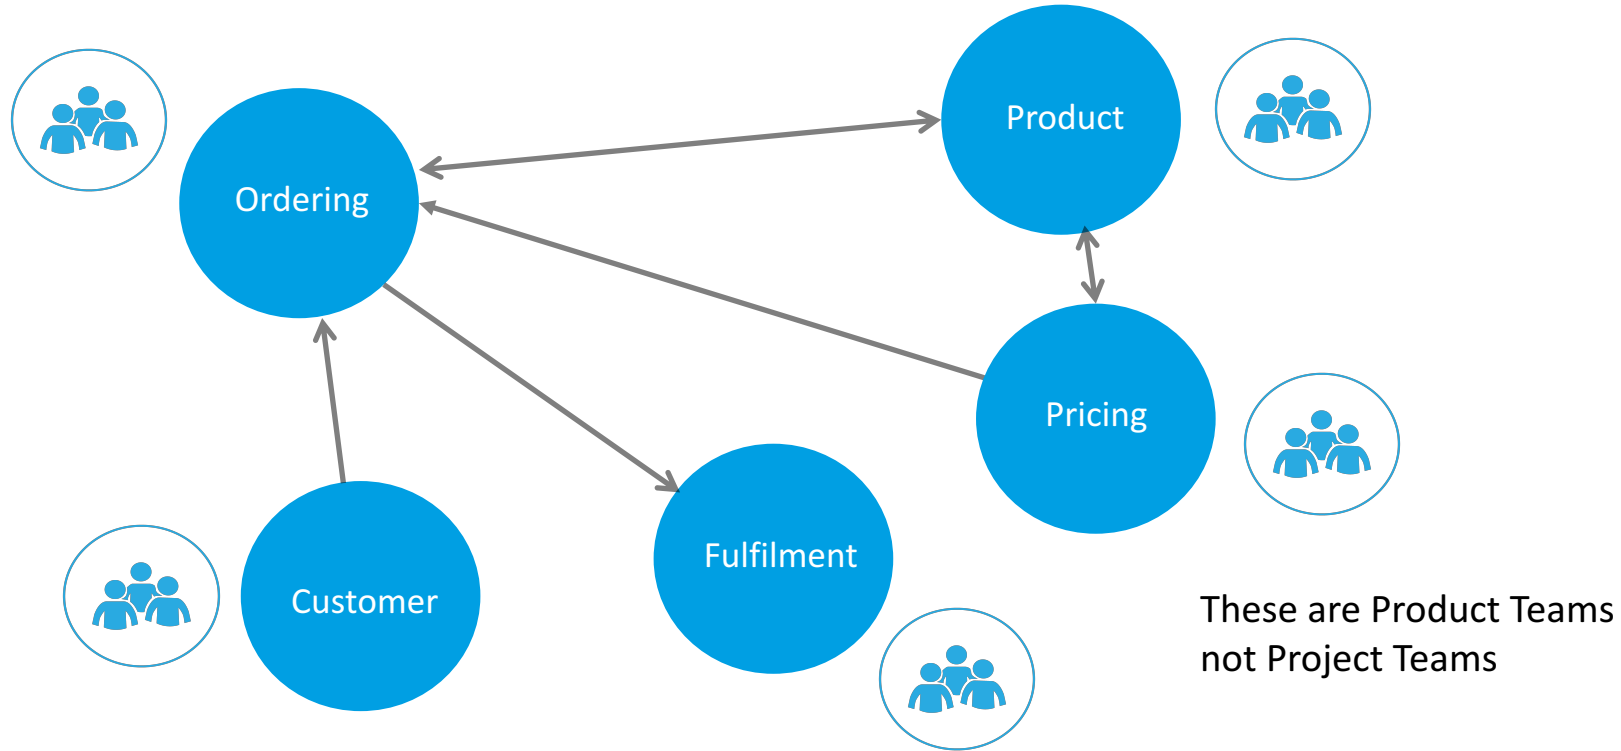 Product
Ordering
Pricing
Fulfilment
Customer
These are Product Teams
not Project Teams